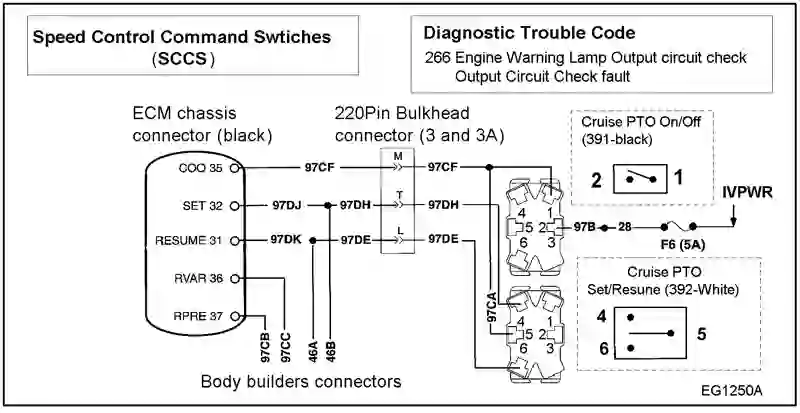 Speed Control Command Swtiches
(SCCS)
Diagnostic Trouble Code
266 Engine Warning Lamp Output circuit check
Output Circuit Check fault
ECM chassis
connector (black)
220Pin Bulkhead
connector (3 and 3A)
Cruise PTO On/Off
(391-black)
2 1
IVPWR
COO 35
97CF
M
97CF
SET 32
97DJ
97DH
T
97DH
RESUME 31
97DK
97DE
L
97DE
RVAR 36
RPRE 37
97CB
97CC
46A
46B
97CA
4 1
5 2
6 3
97B
28
F6 (5A)
4 1
5 2
6 3
Cruise PTO
Set/Resune (392-White)
4
5
6
Body builders connectors
EG1250A